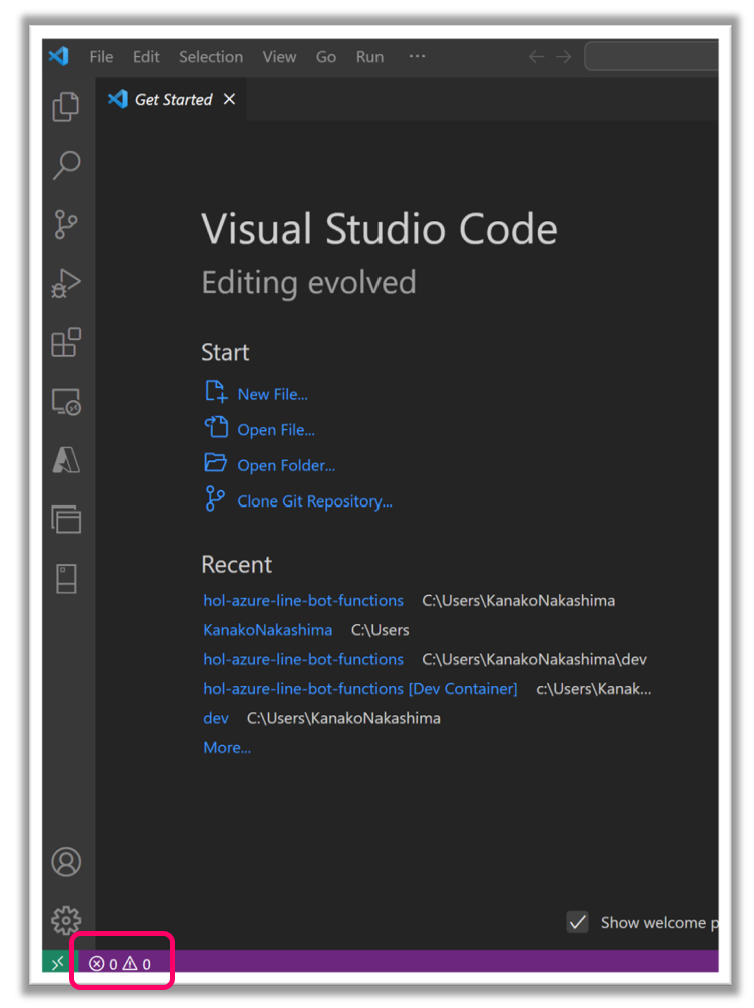 File Edit Selection View Go Run ···
Get Started
Visual Studio Code
Editing evolved
Start
New File...
Open File...
Open Folder...
Clone Git Repository...
Recent
hol-azure-line-bot-functions C:\Users\KanakoNakashima
KanakoNakashima C:\Users
hol-azure-line-bot-functions C:\Users\KanakoNakashima\dev
hol-azure-line-bot-functions [Dev Container] c:\Users\Kanak...
dev C:\Users\KanakoNakashima
More...
Show welcome p
0 0